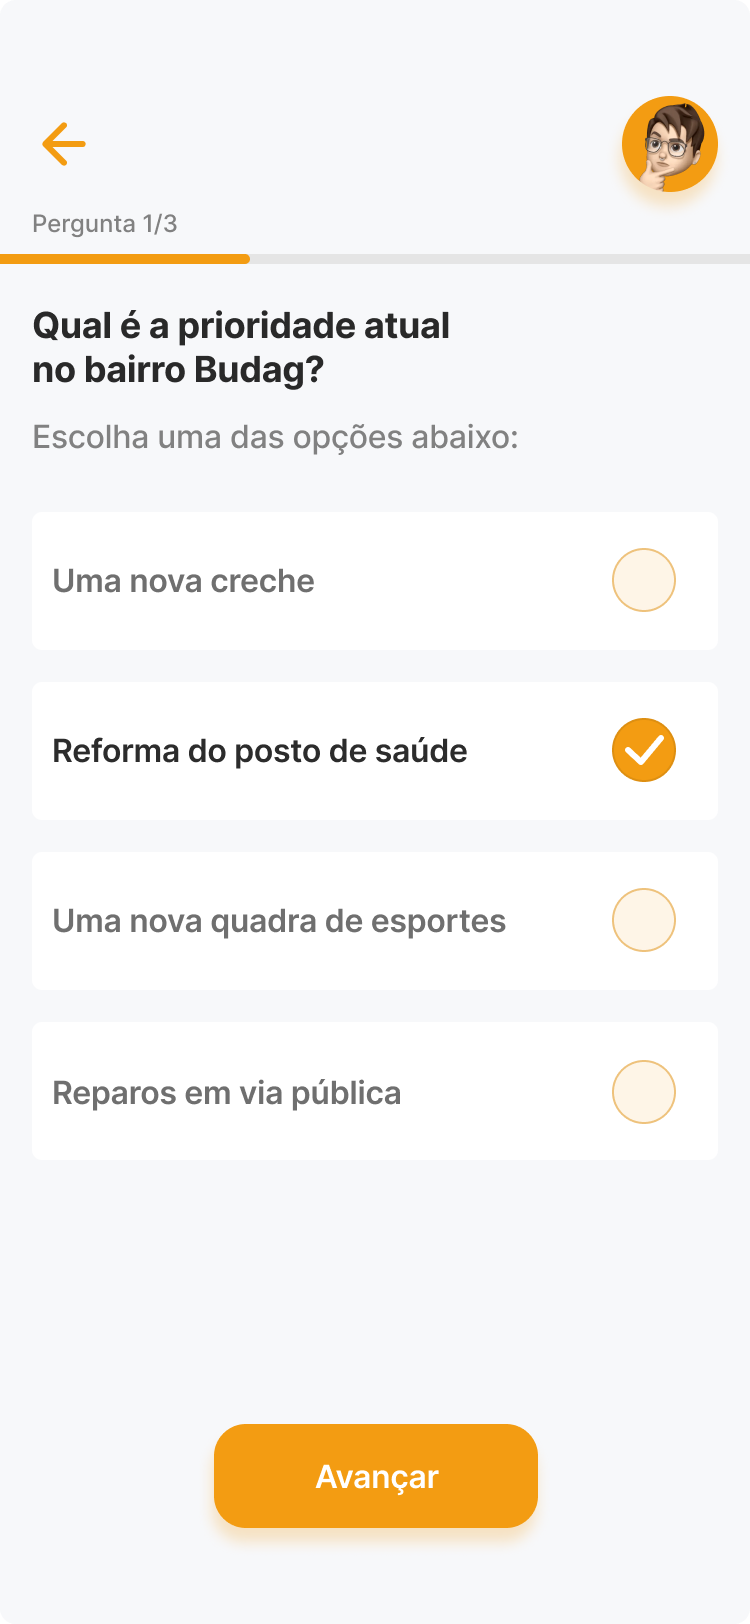 Pergunta 1/3
Qual é a prioridade atual
no bairro Budag?
Escolha uma das opções abaixo:
Uma nova creche
Reforma do posto de saúde
Uma nova quadra de esportes
Reparos em via pública
Avançar